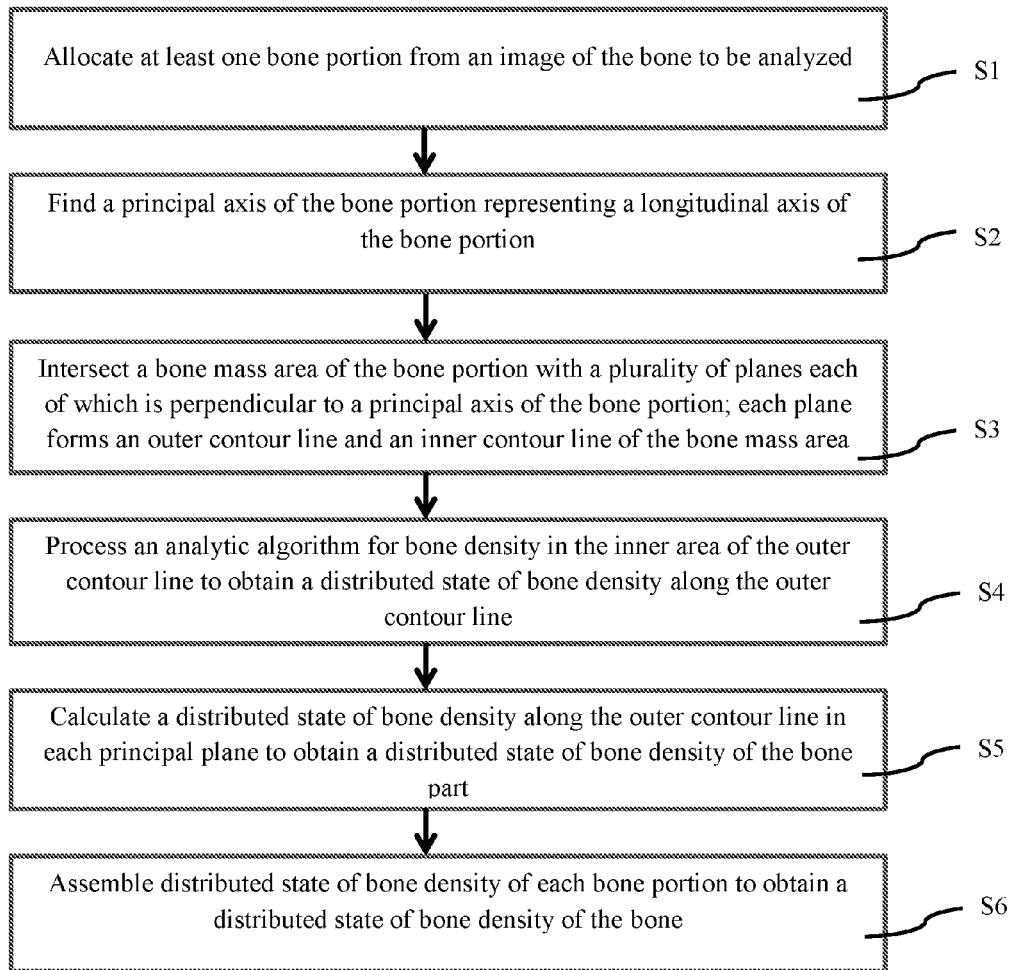 Allocate at least one bone portion from an image of the bone to be analyzed
S1
Find a principal axis of the bone portion representing a longitudinal axis of
the bone portion
S2
Intersect a bone mass area of the bone portion with a plurality of planes each
of which is perpendicular to a principal axis of the bone portion; each plane
forms an outer contour line and an inner contour line of the bone mass area
S3
Process an analytic algorithm for bone density in the inner area of the outer
contour line to obtain a distributed state of bone density along the outer
contour line
S4
Calculate a distributed state of bone density along the outer contour line in
each principal plane to obtain a distributed state of bone density of the bone
part
S5
Assemble distributed state of bone density of each bone portion to obtain a
distributed state of bone density of the bone
S6